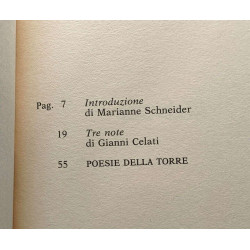 Pag. 7 Introduzione
di Marianne Schneider
19 Tre note
di Gianni Celati
55 POESIE DELLA TORRE